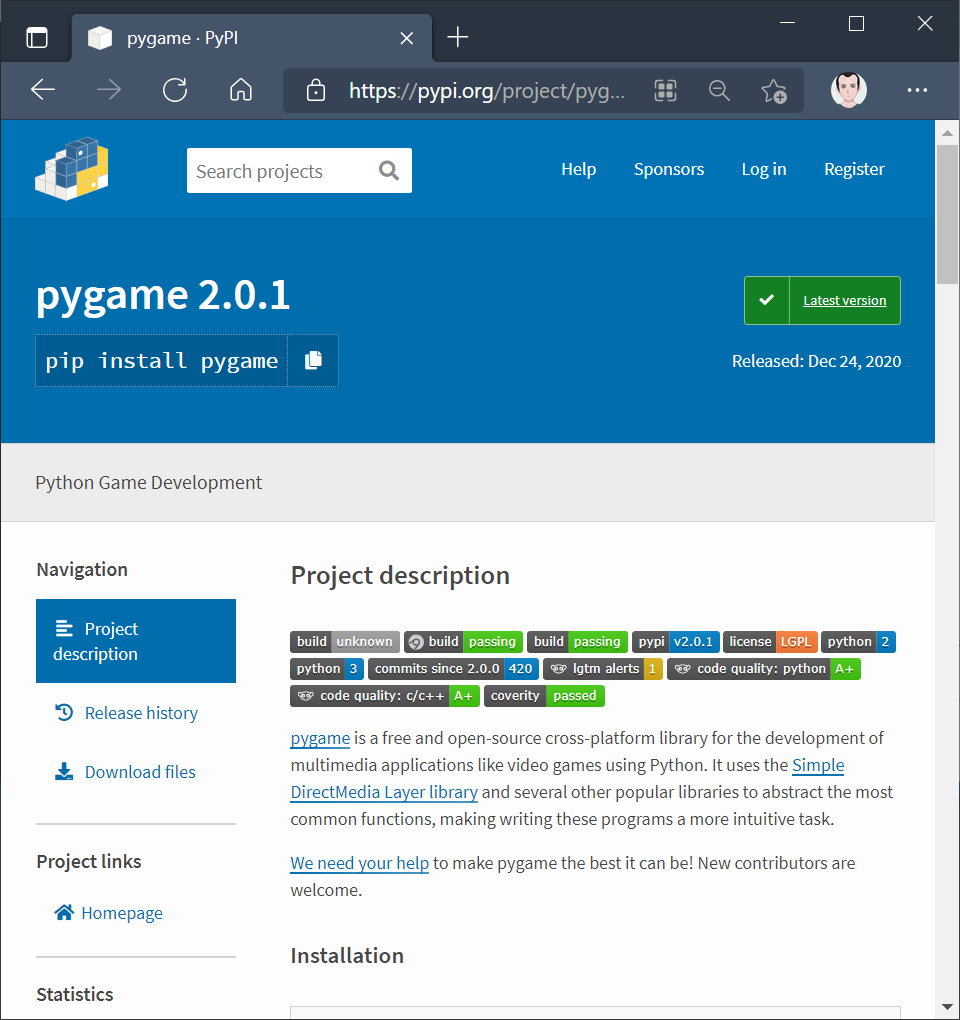 pygame · PyPI
https://pypi.org/project/pyg...
Search projects
Help Sponsors Log in Register
pygame 2.0.1
Latest version
pip install pygame
Released: Dec 24, 2020
Python Game Development
Navigation
Project
description
Release history
Download files
Project links
Homepage
Statistics
Project description
build unknown build passing build passing pypi v2.0.1 license LGPL python 2
python 3 commits since 2.0.0 420 lgtm alerts 1 code quality: python A+
code quality: c/c++ A+ coverity passed
pygame is a free and open-source cross-platform library for the development of
multimedia applications like video games using Python. It uses the Simple
DirectMedia Layer library and several other popular libraries to abstract the most
common functions, making writing these programs a more intuitive task.
We need your help to make pygame the best it can be! New contributors are
welcome.
Installation